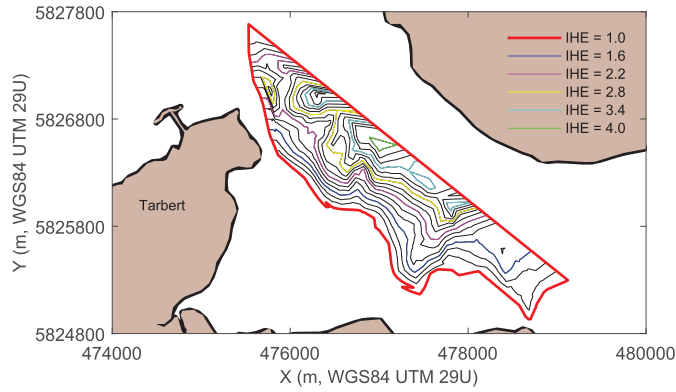 5827800
5826800
5825800
5824800
Y (m, WGS84 UTM 29U)
Tarbert
IHE = 1.0
IHE = 1.6
IHE = 2.2
IHE = 2.8
IHE = 3.4
IHE = 4.0
474000 476000 478000 480000
X (m, WGS84 UTM 29U)